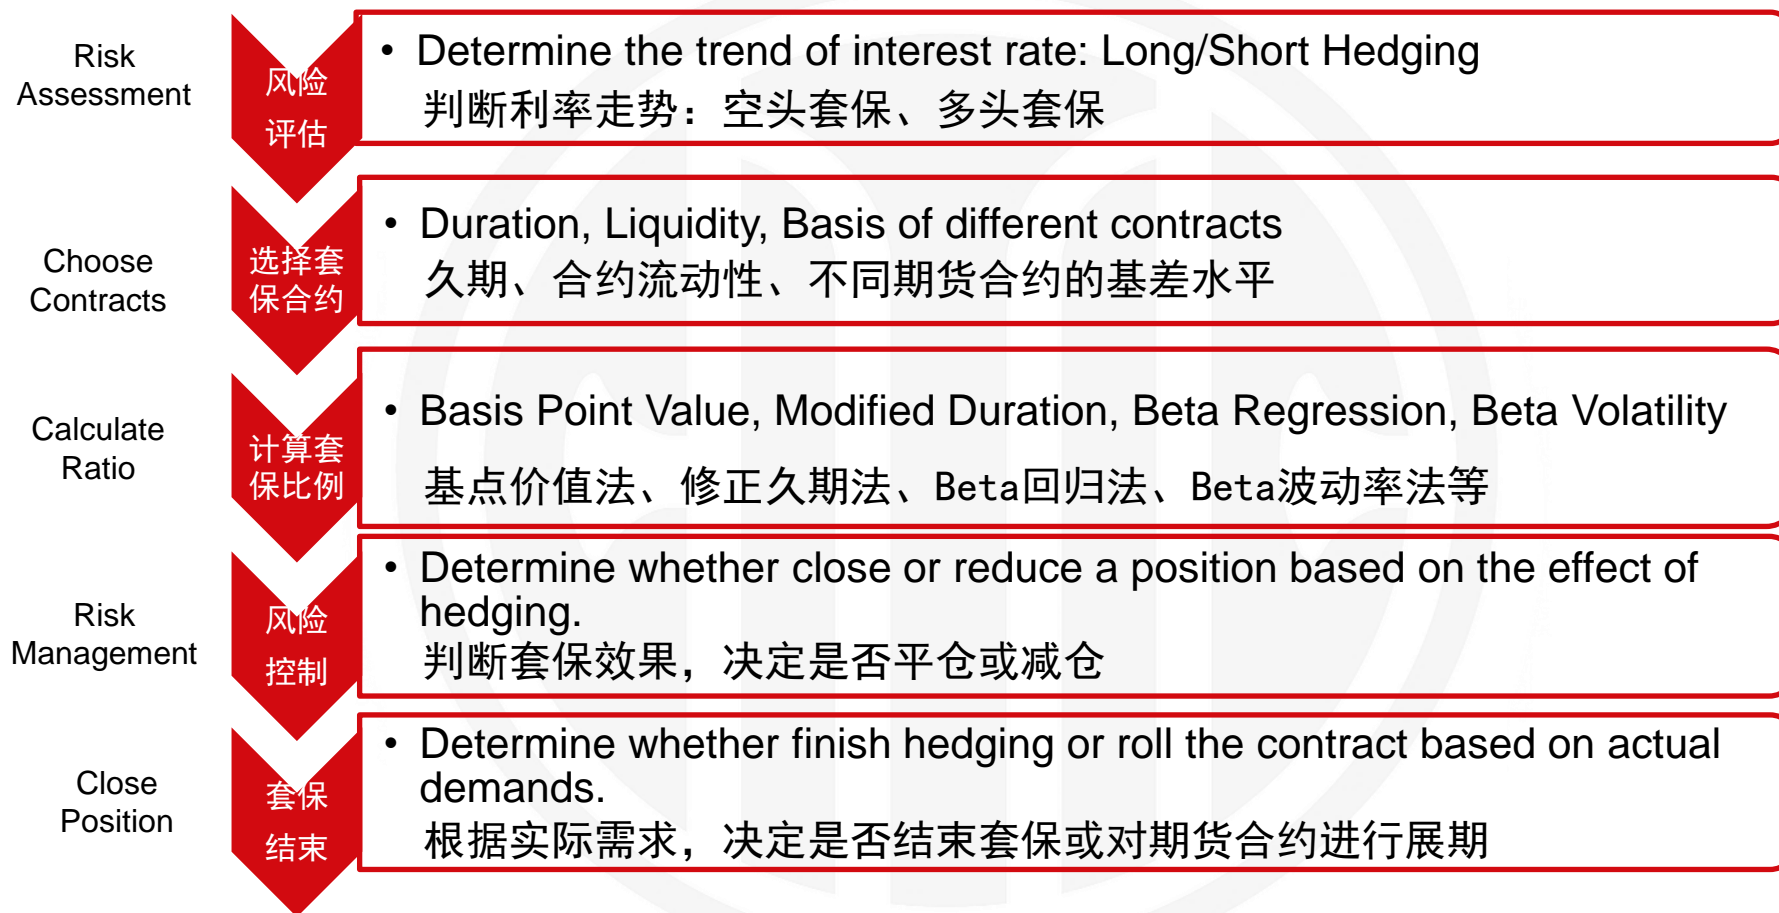 Risk
Assessment
风险
评估
• Determine the trend of interest rate: Long/Short Hedging
判断利率走势：空头套保、多头套保
Choose
Contracts
选择套
保合约
• Duration, Liquidity, Basis of different contracts
久期、合约流动性、不同期货合约的基差水平
Calculate
Ratio
计算套
保比例
• Basis Point Value, Modified Duration, Beta Regression, Beta Volatility
基点价值法、修正久期法、Beta回归法、Beta波动率法等
Risk
Management
风险
控制
• Determine whether close or reduce a position based on the effect of
hedging.
判断套保效果，决定是否平仓或减仓
Close
Position
套保
结束
• Determine whether finish hedging or roll the contract based on actual
demands.
根据实际需求，决定是否结束套保或对期货合约进行展期